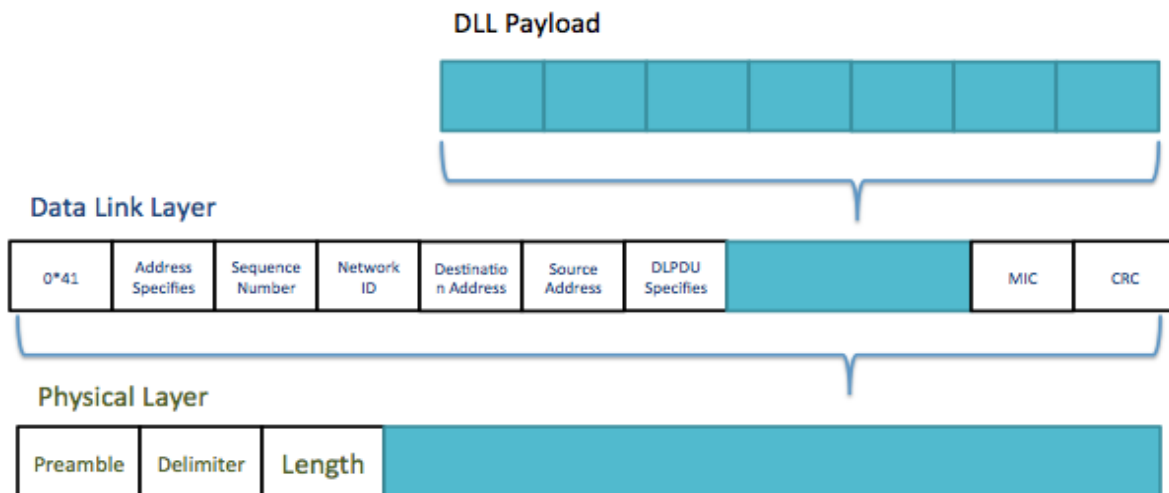 DLL Payload
Data Link Layer
0*41
Address
Specifies
Sequence
Number
Network
ID
Destinatio
n Address
Source
Address
DLPDU
Specifies
MIC
CRC
Physical Layer
Preamble
Delimiter
Length